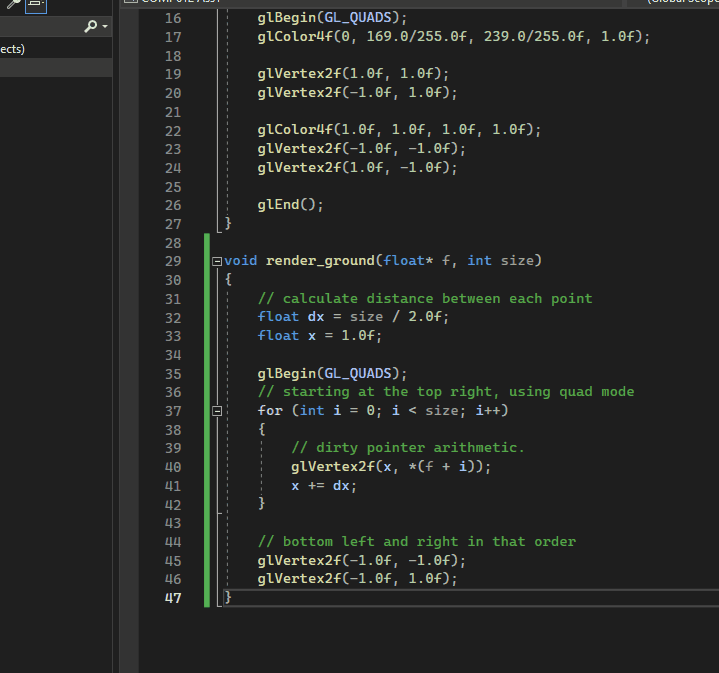 ects)
16 glBegin(GL_QUADS);
17 glColor4f(0, 169.0/255.0f, 239.0/255.0f, 1.0f);
18
19 glVertex2f(1.0f, 1.0f);
20 glVertex2f(-1.0f, 1.0f);
21
22 glColor4f(1.0f, 1.0f, 1.0f, 1.0f);
23 glVertex2f(-1.0f, -1.0f);
24 glVertex2f(1.0f, -1.0f);
25
26 glEnd();
27 }
28
29 void render_ground(float* f, int size)
30 {
31 // calculate distance between each point
32 float dx = size / 2.0f;
33 float x = 1.0f;
34
35 glBegin(GL_QUADS);
36 // starting at the top right, using quad mode
37 for (int i = 0; i < size; i++)
38 {
39 // dirty pointer arithmetic.
40 glVertex2f(x, *(f + i));
41 x += dx;
42 }
43
44 // bottom left and right in that order
45 glVertex2f(-1.0f, -1.0f);
46 glVertex2f(-1.0f, 1.0f);
47 }